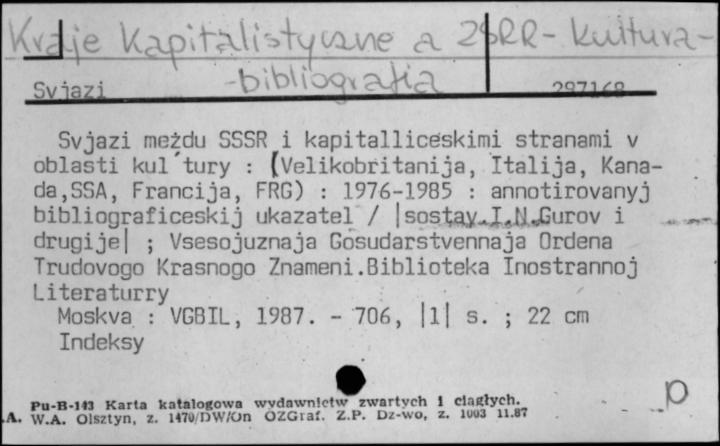 Kraje kapitalistyczne a ZSRR - kultura -
- bibliografia
Svjazi 297168
Svjazi meżdu SSSR i kapitalliceskimi stranami v
oblasti kul´tury : (Velikobritanija, Italija, Kana-
da,SSA, Francija, FRG) : 1976-1985 : annotirovanyj
bibliograficeskij ukazatel / |sostav.I.N.Gurov i
drugije| ; Vsesojuznaja Gosudarstvennaja Ordena
Trudovogo Krasnogo Znameni.Biblioteka Inostrannoj
Literaturry
Moskva : VGBIL, 1987. - 706, |1| s. ; 22 cm
Indeksy
p
Pu-B-143 Karta katalogowa wydawnictw zwartych i ciągłych.
.A. W.A. Olsztyn, z. 1470/DW/On OZGraf. Z.P. Dz-wo, z. 1003 11.87